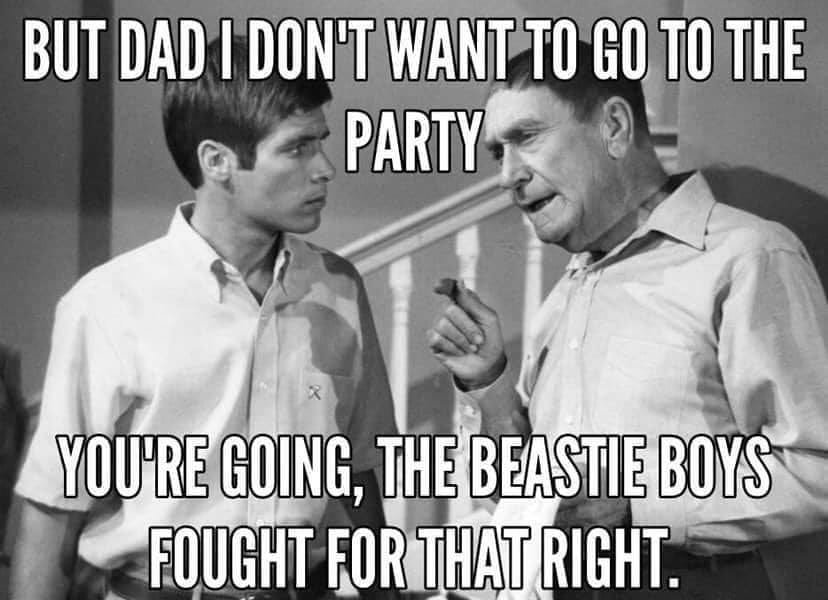 BUT DAD I DON'T WANT TO GO TO THE
PARTY
YOU'RE GOING, THE BEASTIE BOYS
FOUGHT FOR THAT RIGHT.